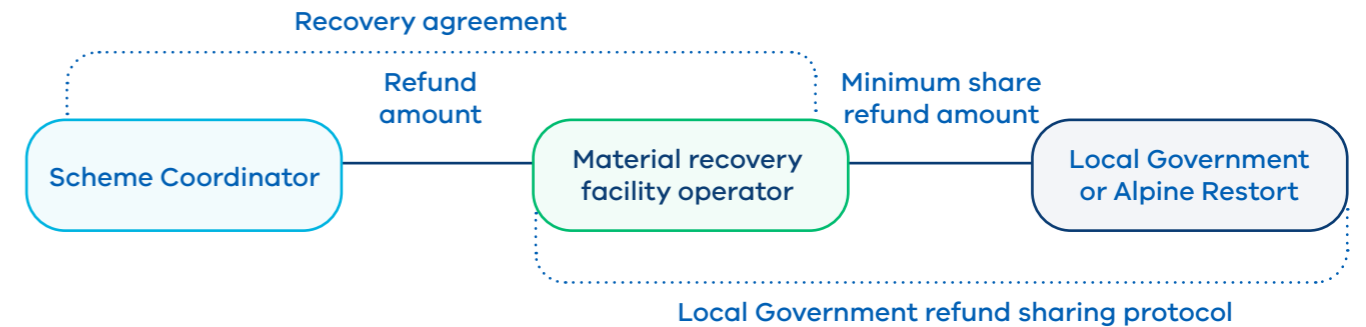 Recovery agreement
Refund
amount
Minimum share
refund amount
Scheme Coordinator
Material recovery
facility operator
Local Government
or Alpine Restort
Local Government refund sharing protocol